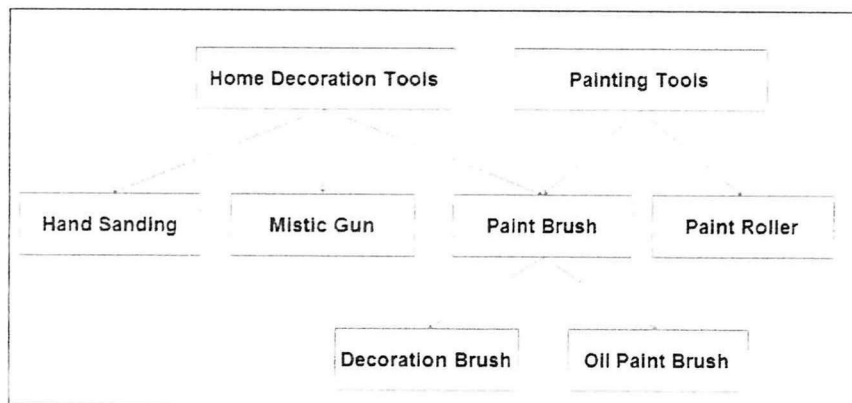 Home Decoration Tools
Painting Tools
Hand Sanding
Mistic Gun
Paint Brush
Paint Roller
Decoration Brush
Oil Paint Brush